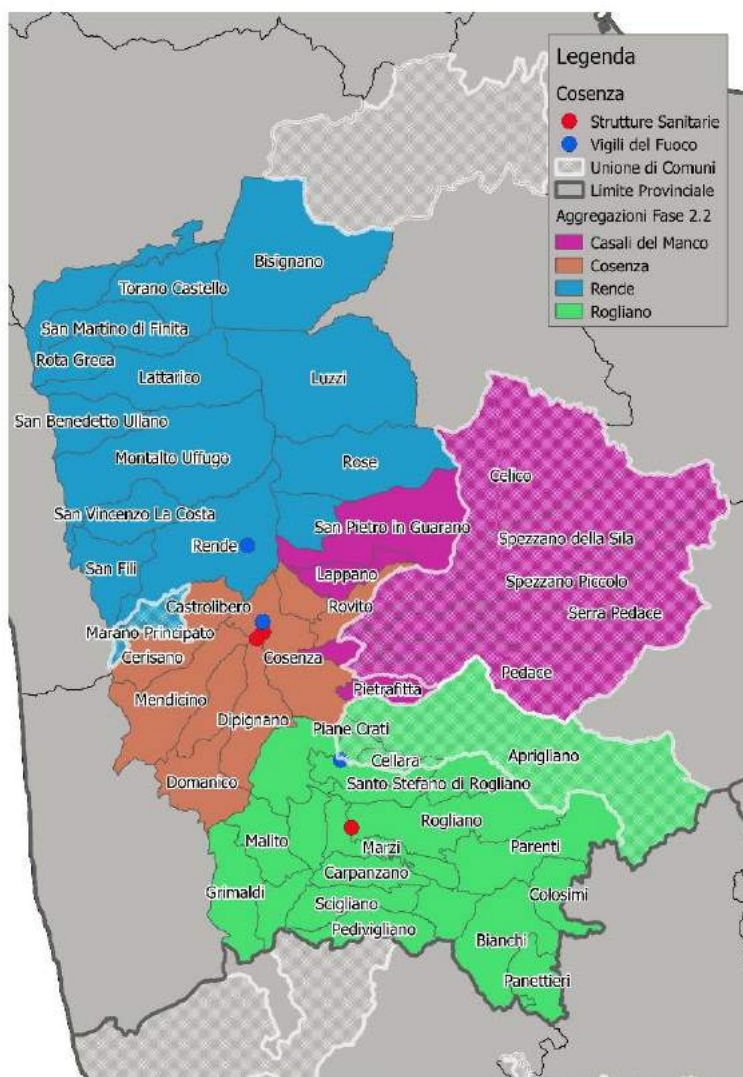 Legenda
Cosenza
Strutture Sanitarie
Vigili del Fuoco
Unione di Comuni
Limite Provinciale
Aggregazioni Fase 2.2
Casali del Manco
Cosenza
Rende
Rogliano
Bisignano
Torano Castello
San Martino di Finita
Rota Greca
Lattarico
Luzzi
San Benedetto Ullano
Montalto Uffugo
Rose
Celico
San Vincenzo La Costa
San Pietro in Guarano
Spezzano della Sila
Rende
San Fili
Lappano
Spezzano Piccolo
Castrolibero
Rovito
Serra Pedace
Marano Principato
Cerisano
Cosenza
Pedace
Mendicino
Pietrafitta
Dipignano
Piane Crati
Aprigliano
Cellara
Domanico
Santo Stefano di Rogliano
Rogliano
Malito
Marzi
Parenti
Carpanzano
Grimaldi
Colosimi
Scigliano
Pedivigliano
Bianchi
Panettieri